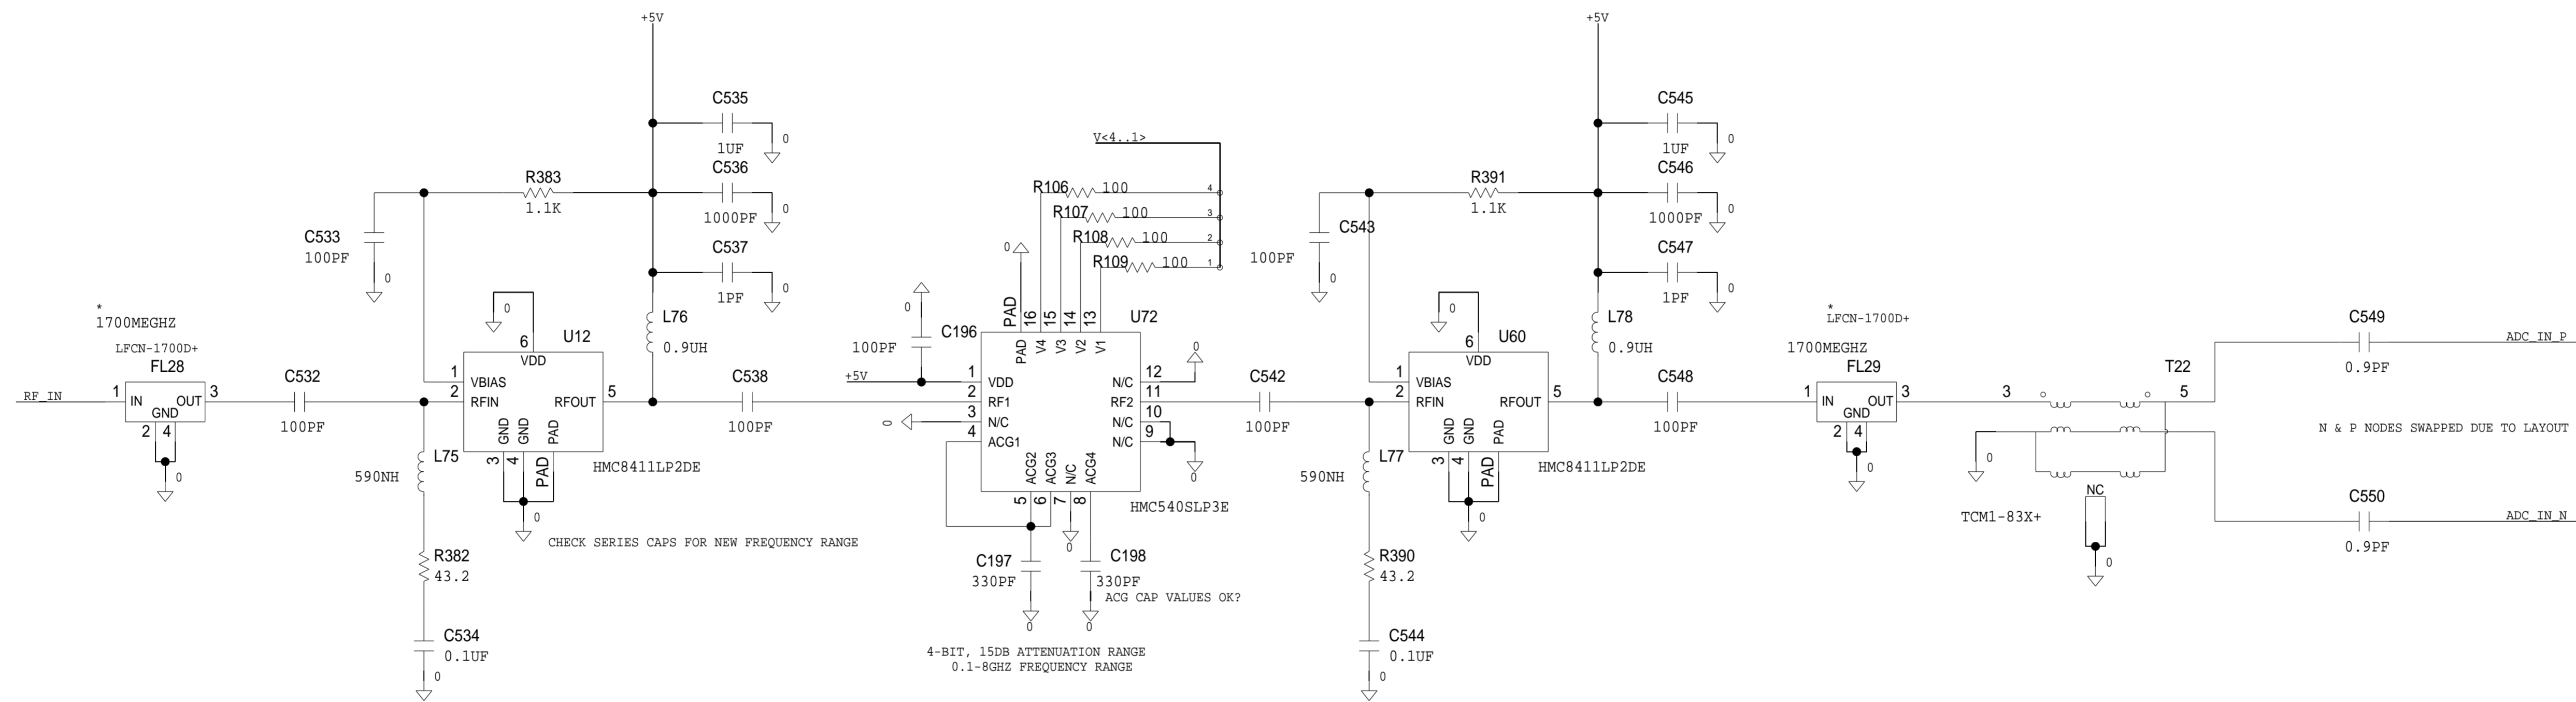 +5V
+5V
C535
0
1UF
C536
0
1000PF
C537
0
1PF
R383
1.1K
C533
100PF
0
L76
0.9UH
*
1700MEGHZ
LFCN-1700D+
FL28
RF_IN
1
IN
OUT
3
GND
2
4
0
C532
100PF
0
6
VDD
U12
1
VBIAS
2
RFIN
RFOUT
5
GND
GND
PAD
3
4
PAD
HMC8411LP2DE
0
CHECK SERIES CAPS FOR NEW FREQUENCY RANGE
L75
590NH
R382
43.2
C534
0.1UF
0
C538
100PF
V<4..1>
R106
100
4
R107
100
3
R108
100
2
R109
100
1
0
PAD
16
15
14
13
U72
PAD
V4
V3
V2
V1
0
C196
100PF
+5V
1
VDD
2
RF1
3
N/C
0
4
ACG1
N/C
12
0
RF2
11
N/C
10
N/C
9
0
ACG2
ACG3
N/C
ACG4
5
6
7
8
HMC540SLP3E
0
C197
330PF
0
C198
330PF
0
ACG CAP VALUES OK?
4-BIT, 15DB ATTENUATION RANGE
0.1-8GHZ FREQUENCY RANGE
C542
100PF
C545
0
1UF
C546
0
1000PF
C547
0
1PF
R391
1.1K
C543
100PF
0
L78
0.9UH
0
6
VDD
U60
1
VBIAS
2
RFIN
RFOUT
5
GND
GND
PAD
3
4
PAD
HMC8411LP2DE
0
L77
590NH
R390
43.2
C544
0.1UF
0
C548
100PF
*
LFCN-1700D+
1700MEGHZ
FL29
1
IN
OUT
3
GND
2
4
0
3
T22
5
0
NC
TCM1-83X+
0
C549
0.9PF
ADC_IN_P
N & P NODES SWAPPED DUE TO LAYOUT
C550
0.9PF
ADC_IN_N